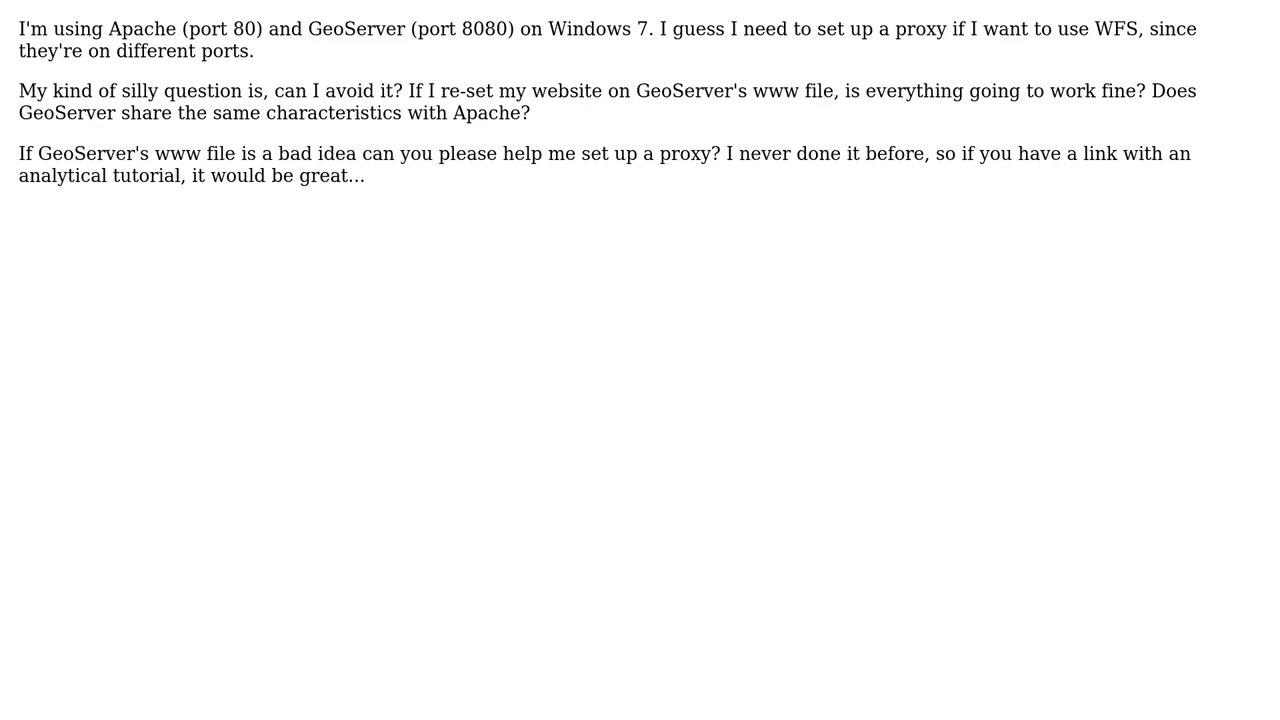 I'm using Apache (port 80) and GeoServer (port 8080) on Windows 7. I guess I need to set up a proxy if I want to use WFS, since
they're on different ports.
My kind of silly question is, can I avoid it? If I re-set my website on GeoServer's www file, is everything going to work fine? Does
GeoServer share the same characteristics with Apache?
If GeoServer's www file is a bad idea can you please help me set up a proxy? I never done it before, so if you have a link with an
analytical tutorial, it would be great...